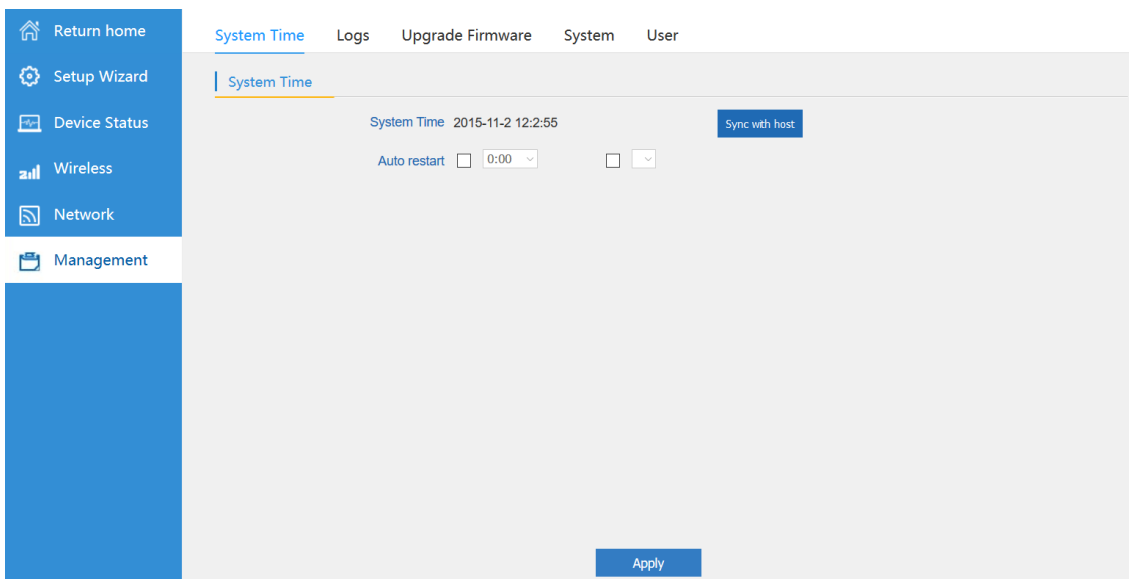 Return home
Setup Wizard
Device Status
Wireless
Network
Management
System Time Logs Upgrade Firmware System User
System Time
System Time 2015-11-2 12:2:55 Sync with host
Auto restart 0:00
Apply